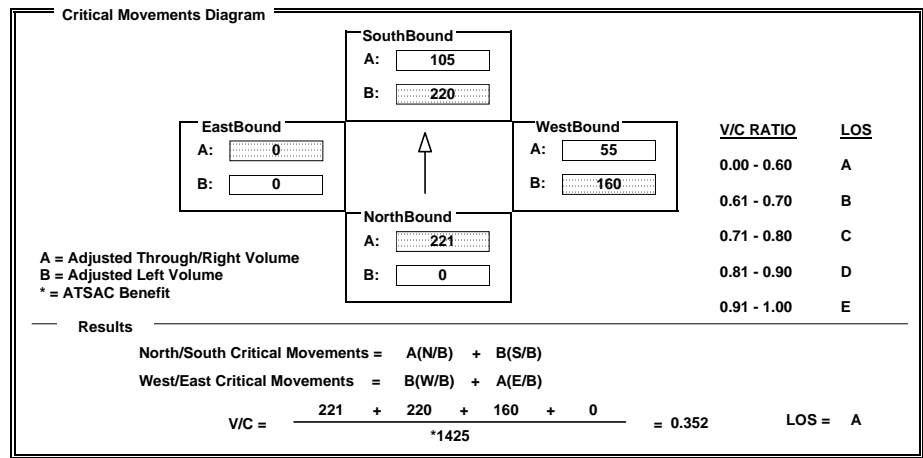 Critical Movements Diagram
SouthBound
A: 105
B: 220
EastBound
A: 0
B: 0
WestBound
A: 55
B: 160
NorthBound
A: 221
B: 0
V/C RATIO LOS
0.00 - 0.60 A
0.61 - 0.70 B
0.71 - 0.80 C
0.81 - 0.90 D
0.91 - 1.00 E
A = Adjusted Through/Right Volume
B = Adjusted Left Volume
* = ATSAC Benefit
Results
North/South Critical Movements = A(N/B) + B(S/B)
West/East Critical Movements = B(W/B) + A(E/B)
V/C = 221 + 220 + 160 + 0 = 0.352 LOS = A
*1425